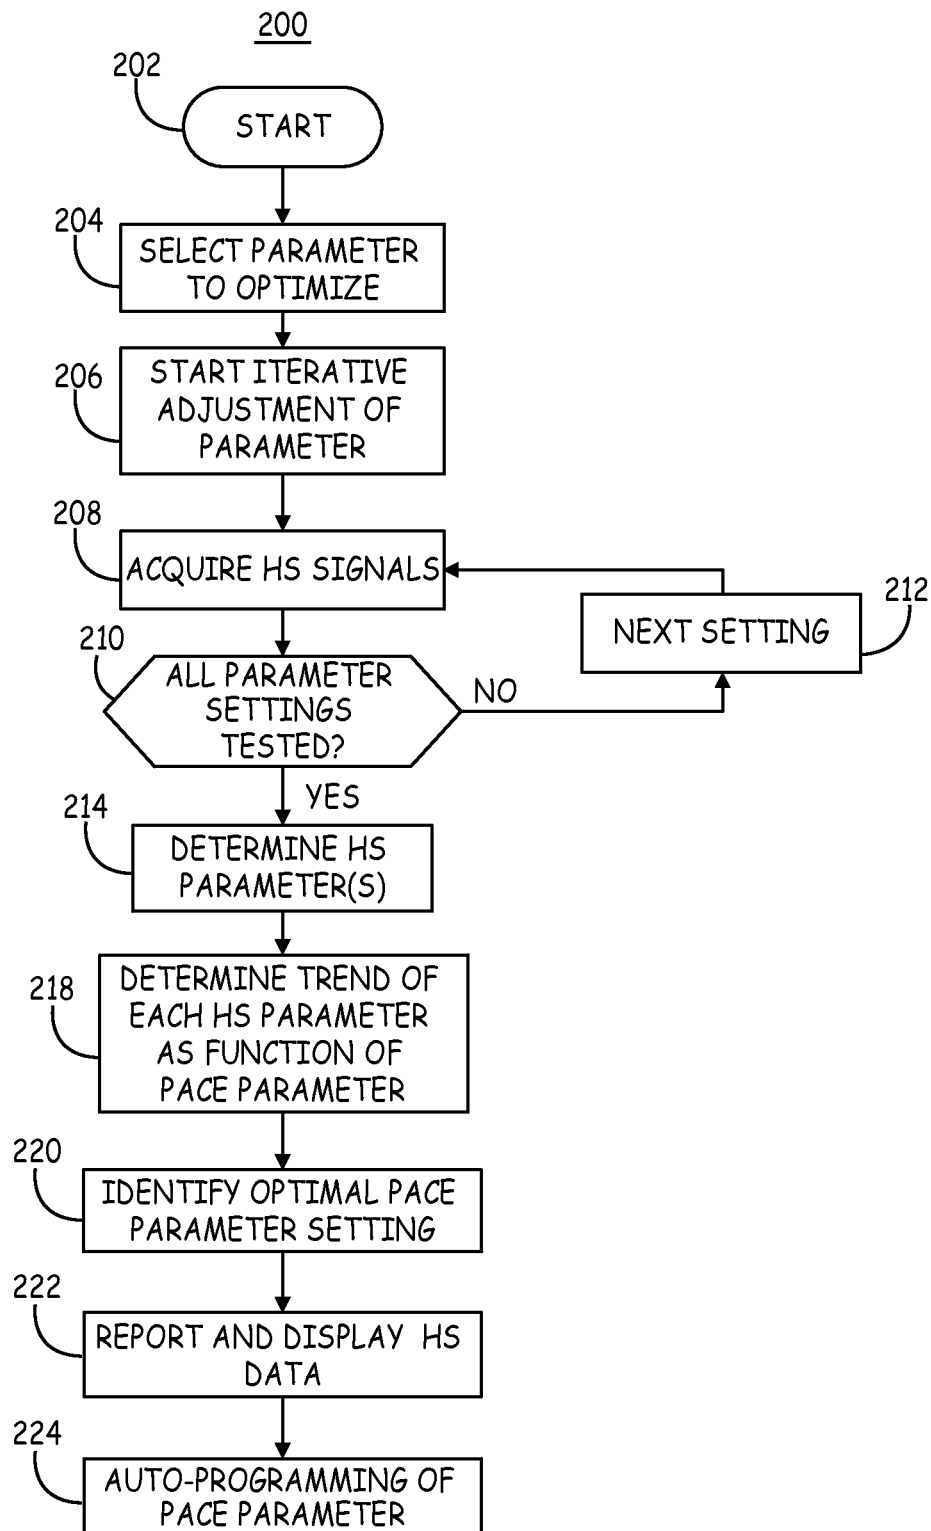 200
202
START
204
SELECT PARAMETER
TO OPTIMIZE
206
START ITERATIVE
ADJUSTMENT OF
PARAMETER
208
ACQUIRE HS SIGNALS
212
NEXT SETTING
210
ALL PARAMETER
SETTINGS
TESTED?
NO
YES
214
DETERMINE HS
PARAMETER(S)
218
DETERMINE TREND OF
EACH HS PARAMETER
AS FUNCTION OF
PACE PARAMETER
220
IDENTIFY OPTIMAL PACE
PARAMETER SETTING
222
REPORT AND DISPLAY HS
DATA
224
AUTO-PROGRAMMING OF
PACE PARAMETER